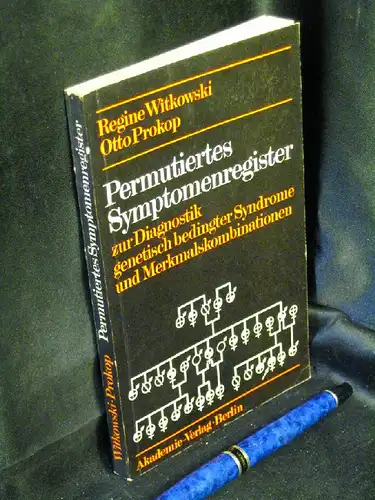 Regine Witkowski
Otto Prokop
Permutiertes
Symptomenregister
zur Diagnostik
genetisch bedingter Syndrome
und Merkmalskombinationen
Akademie-Verlag·Berlin
Witkowski·Prokop Permutiertes Symptomenregister